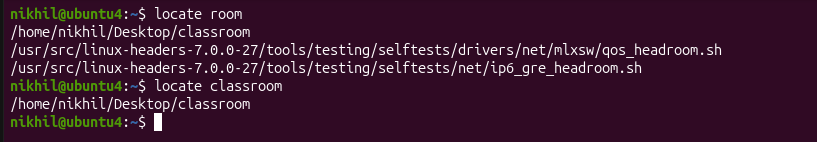 nikhil@ubuntu4:~$ locate room
/home/nikhil/Desktop/classroom
/usr/src/linux-headers-7.0.0-27/tools/testing/selftests/drivers/net/mlxsw/qos_headroom.sh
/usr/src/linux-headers-7.0.0-27/tools/testing/selftests/net/ip6_gre_headroom.sh
nikhil@ubuntu4:~$ locate classroom
/home/nikhil/Desktop/classroom
nikhil@ubuntu4:~$